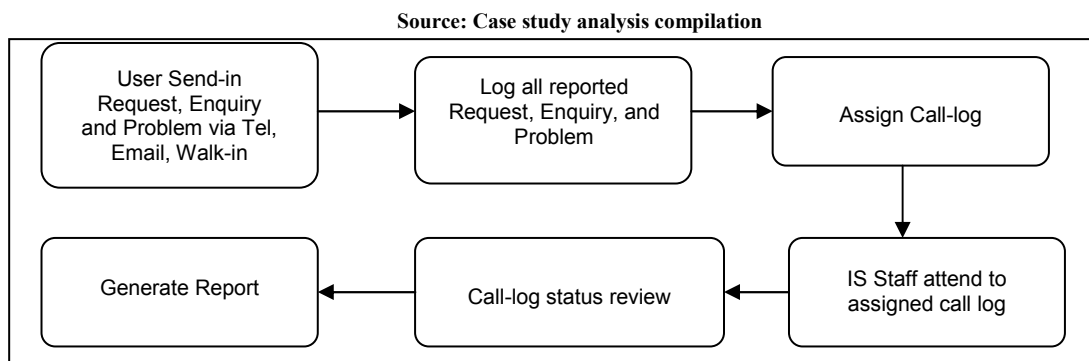 Source: Case study analysis compilation
User Send-in
Request, Enquiry
and Problem via Tel,
Email, Walk-in
Log all reported
Request, Enquiry, and
Problem
Assign Call-log
IS Staff attend to
assigned call log
Call-log status review
Generate Report